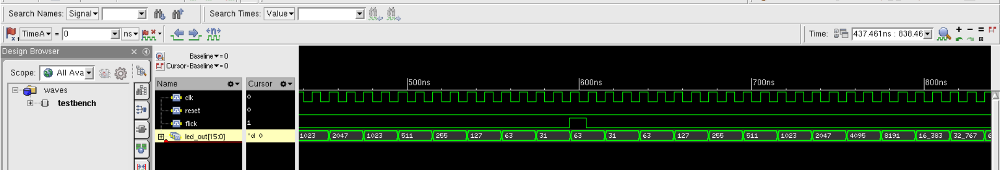 Search Names: Signal Search Times: Value
TimeA = 0 ns Time: 437.461ns : 838.46
Design Browser
Baseline = 0
Cursor-Baseline = 0
Scope: All Ava
Name Cursor
waves
testbench
500ns 600ns 700ns 800ns
clk 0
reset 0
flick 1
led_out[15:0] 'd 0 1023 2047 1023 511 255 127 63 31 63 31 63 127 255 511 1023 2047 4095 8191 16_383 32_767